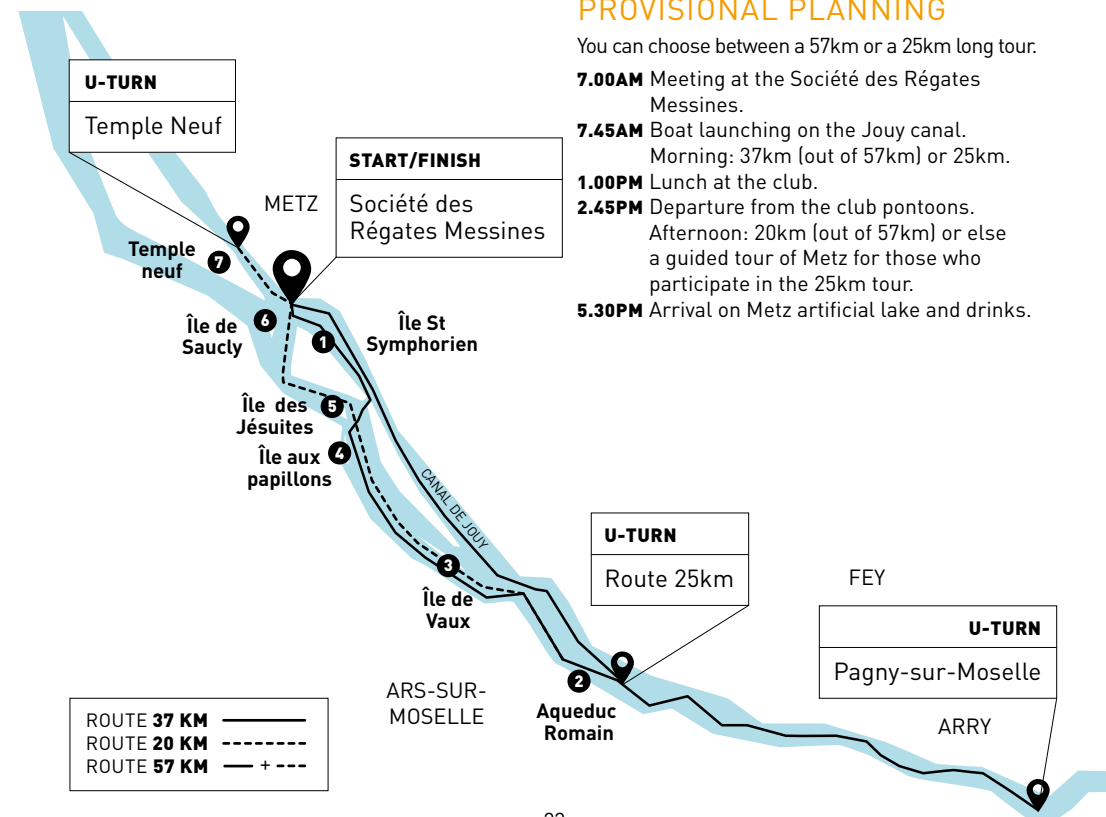 PROVISIONAL PLANNING
You can choose between a 57km or a 25km long tour.
7.00AM Meeting at the Société des Régates
Messines.
7.45AM Boat launching on the Jouy canal.
Morning: 37km (out of 57km) or 25km.
1.00PM Lunch at the club.
2.45PM Departure from the club pontoons.
Afternoon: 20km (out of 57km) or else
a guided tour of Metz for those who
participate in the 25km tour.
5.30PM Arrival on Metz artificial lake and drinks.
U-TURN
Temple Neuf
START/FINISH
Société des
Régates Messines
METZ
Temple
neuf
7
6
Île de
Saucly
1
Île St
Symphorien
Île des
Jésuites
5
Île aux
papillons
4
CANAL DE JOUY
3
Île de
Vaux
U-TURN
Route 25km
FEY
U-TURN
Pagny-sur-Moselle
ARRY
2
Aqueduc
Romain
ARS-SUR-
MOSELLE
ROUTE 37 KM
ROUTE 20 KM
ROUTE 57 KM +